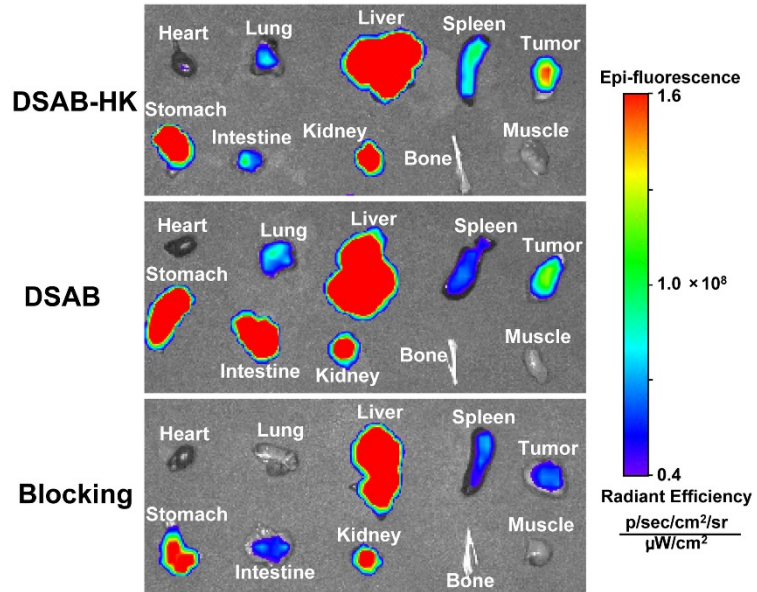 DSAB-HK
Heart
Lung
Liver
Spleen
Tumor
Stomach
Intestine
Kidney
Bone
Muscle
DSAB
Heart
Lung
Liver
Spleen
Tumor
Stomach
Intestine
Kidney
Bone
Muscle
Blocking
Heart
Lung
Liver
Spleen
Tumor
Stomach
Intestine
Kidney
Bone
Muscle
Epi-fluorescence
1.6
1.0 ×10⁸
0.4
Radiant Efficiency
p/sec/cm²/sr
µW/cm²